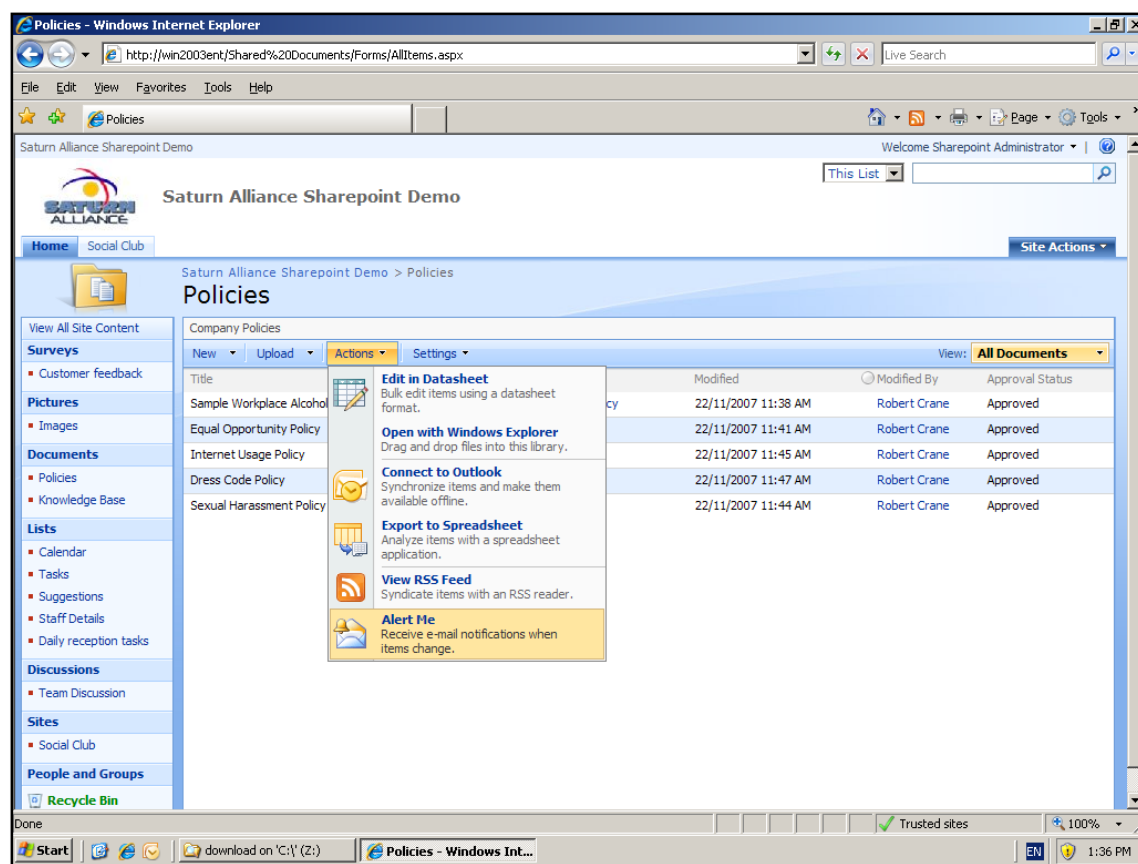 Policies - Windows Internet Explorer
http://win2003ent/Shared%20Documents/Forms/AllItems.aspx
Live Search
File Edit View Favorites Tools Help
Policies
Page Tools
Saturn Alliance Sharepoint Demo
Welcome Sharepoint Administrator
This List
SATURN
ALLIANCE
Saturn Alliance Sharepoint Demo
Home Social Club
Site Actions
Saturn Alliance Sharepoint Demo > Policies
Policies
View All Site Content
Surveys
Customer feedback
Pictures
Images
Documents
Policies
Knowledge Base
Lists
Calendar
Tasks
Suggestions
Staff Details
Daily reception tasks
Discussions
Team Discussion
Sites
Social Club
People and Groups
Recycle Bin
Company Policies
New Upload Actions Settings View: All Documents
Title Modified Modified By Approval Status
Sample Workplace Alcohol cy 22/11/2007 11:38 AM Robert Crane Approved
Equal Opportunity Policy 22/11/2007 11:41 AM Robert Crane Approved
Internet Usage Policy 22/11/2007 11:45 AM Robert Crane Approved
Dress Code Policy 22/11/2007 11:47 AM Robert Crane Approved
Sexual Harassment Policy 22/11/2007 11:44 AM Robert Crane Approved
Edit in Datasheet
Bulk edit items using a datasheet
format.
Open with Windows Explorer
Drag and drop files into this library.
Connect to Outlook
Synchronize items and make them
available offline.
Export to Spreadsheet
Analyze items with a spreadsheet
application.
View RSS Feed
Syndicate items with an RSS reader.
Alert Me
Receive e-mail notifications when
items change.
Done
Trusted sites
100%
Start
download on 'C:\' (Z:)
Policies - Windows Int...
EN
1:36 PM